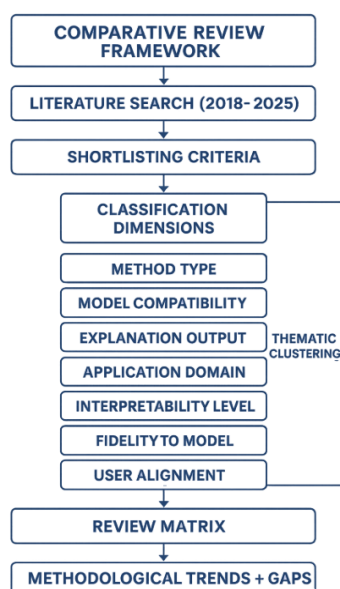 COMPARATIVE REVIEW
FRAMEWORK
LITERATURE SEARCH (2018-2025)
SHORTLISTING CRITERIA
CLASSIFICATION
DIMENSIONS
METHOD TYPE
MODEL COMPATIBILITY
EXPLANATION OUTPUT
THEMATIC
CLUSTERING
APPLICATION DOMAIN
INTERPRETABILITY LEVEL
FIDELITY TO MODEL
USER ALIGNMENT
REVIEW MATRIX
METHODOLOGICAL TRENDS + GAPS